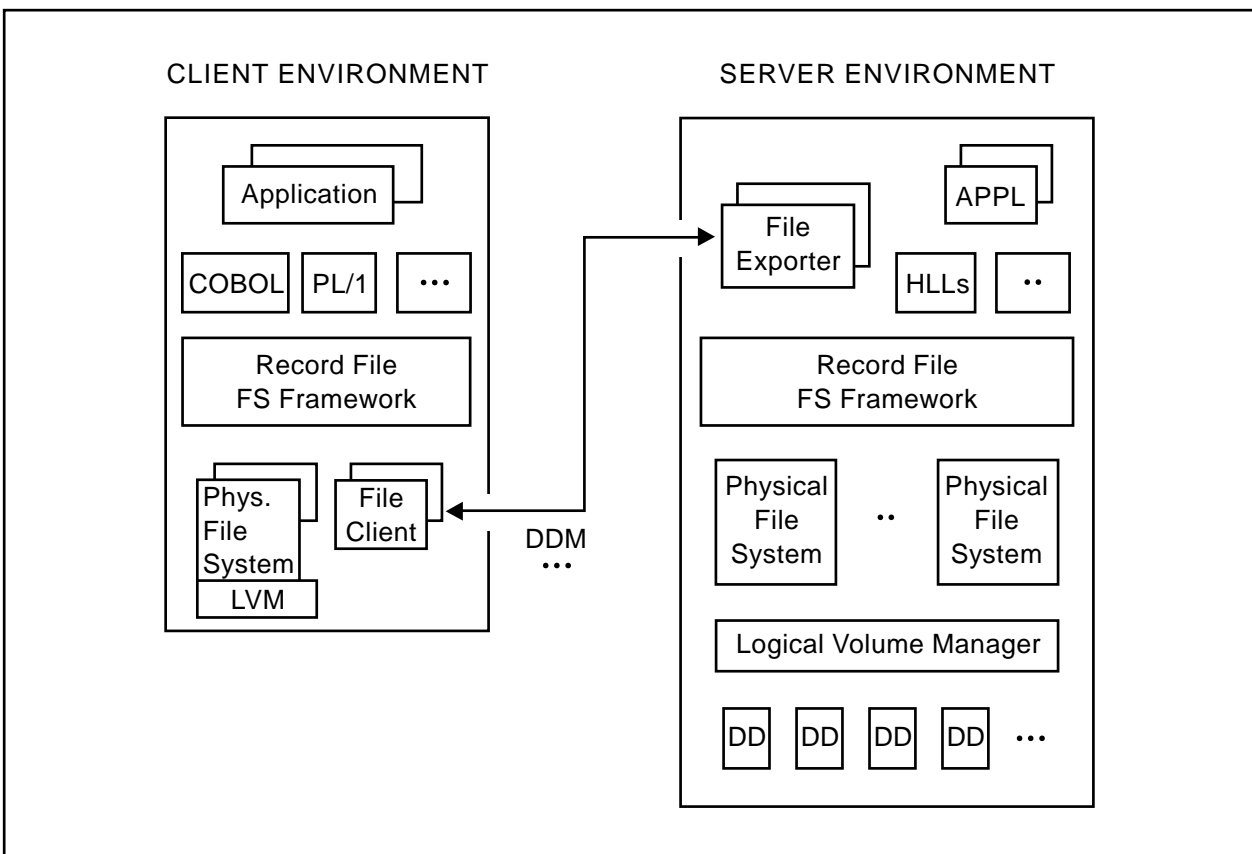 CLIENT ENVIRONMENT
Application
COBOL
PL/1
•••
Record File
FS Framework
Phys.
File
System
LVM
File
Client
DDM
•••
SERVER ENVIRONMENT
File
Exporter
APPL
HLLs
••
Record File
FS Framework
Physical
File
System
••
Physical
File
System
Logical Volume Manager
DD
DD
DD
DD
•••